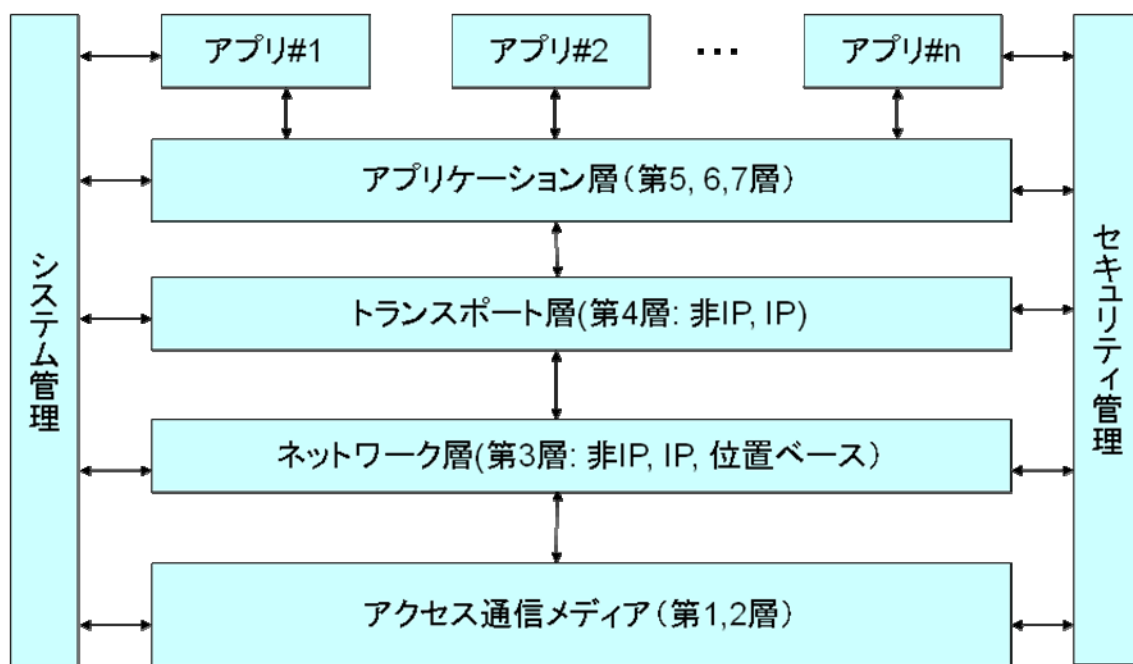 アプリ#1
アプリ#2
…
アプリ#n
アプリケーション層（第5, 6,7層）
トランスポート層(第4層: 非IP, IP)
ネットワーク層(第3層: 非IP, IP, 位置ベース）
アクセス通信メディア（第1,2層）
システム管理
セキュリティ管理